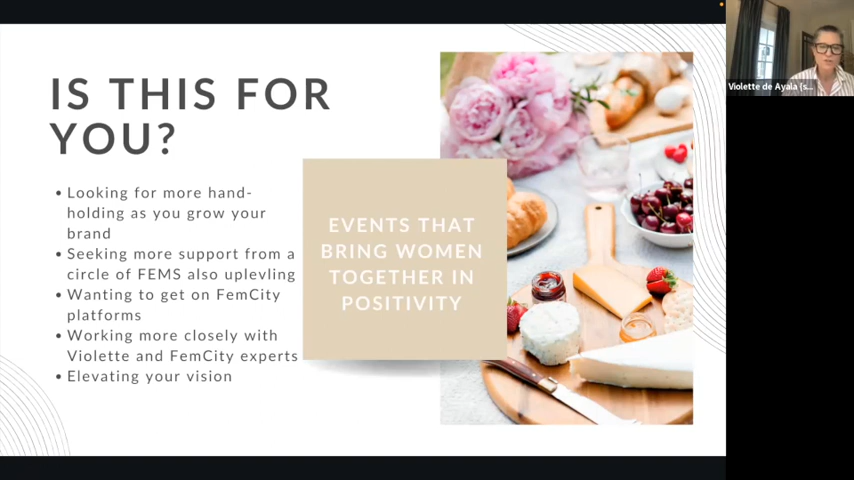 IS THIS FOR
YOU?
• Looking for more hand-
holding as you grow your
brand
• Seeking more support from a
circle of FEMS also uplevling
• Wanting to get on FemCity
platforms
• Working more closely with
Violette and FemCity experts
• Elevating your vision
EVENTS THAT
BRING WOMEN
TOGETHER IN
POSITIVITY
Violette de Ayala (s...